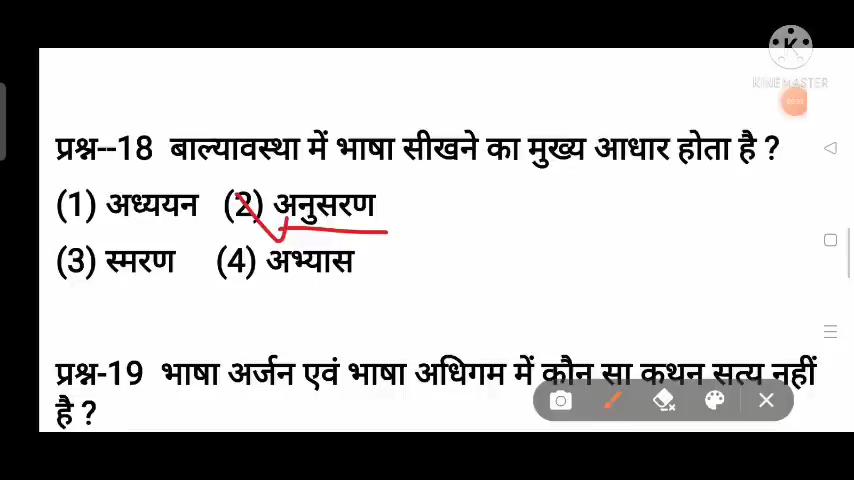 KINEMASTER
प्रश्न--18 बाल्यावस्था में भाषा सीखने का मुख्य आधार होता है ?
(1) अध्ययन (2) अनुसरण
(3) स्मरण (4) अभ्यास
प्रश्न-19 भाषा अर्जन एवं भाषा अधिगम में कौन सा कथन सत्य नहीं
है ?